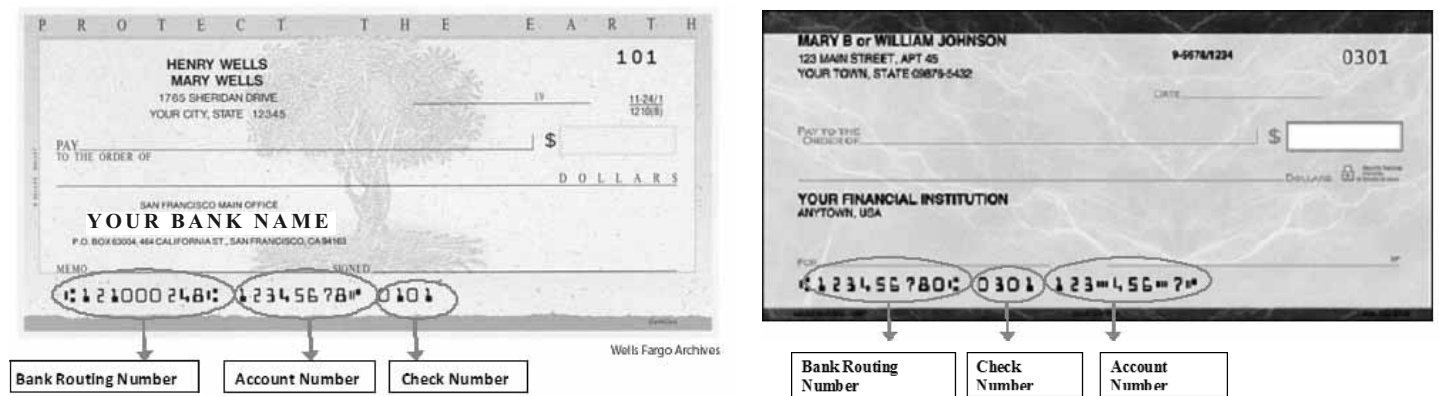 PROTECT THE EARTH
HENRY WELLS
MARY WELLS
1765 SHERIDAN DRIVE
YOUR CITY, STATE 12345
101
19
11-24/1
1210(8)
PAY
TO THE ORDER OF
$
DOLLARS
SAN FRANCISCO MAIN OFFICE
YOUR BANK NAME
P.O. BOX 63004, 464 CALIFORNIA ST., SAN FRANCISCO, CA 94163
MEMO
SIGNED
⑆121000248⑆ 12345678⑈ 0101
Wells Fargo Archives
Bank Routing Number
Account Number
Check Number
MARY B or WILLIAM JOHNSON
123 MAIN STREET, APT 45
YOUR TOWN, STATE 09876-5432
9-5678/1234
0301
DATE
PAY TO THE
ORDER OF
$
DOLLARS
YOUR FINANCIAL INSTITUTION
ANYTOWN, USA
FOR
MP
⑆123456780⑆ 0301 123⑉456⑉7⑈
Bank Routing
Number
Check
Number
Account
Number